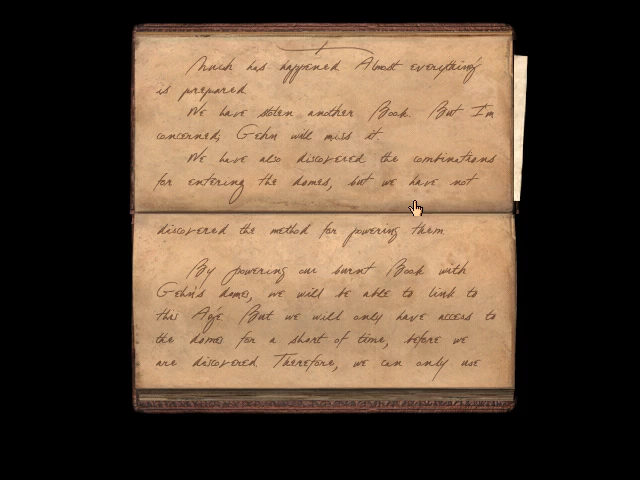 Much has happened Almost everything
is prepared
We have stolen another Book. But I'm
concerned, Gehn will miss it.
We have also discovered the combinations
for entering the domes, but we have not
discovered the method for powering them
By powering our burnt Book with
Gehn's domes, we will be able to link to
this Age But we will only have access to
the domes for a short of time, before we
are discovered. Therefore, we can only use